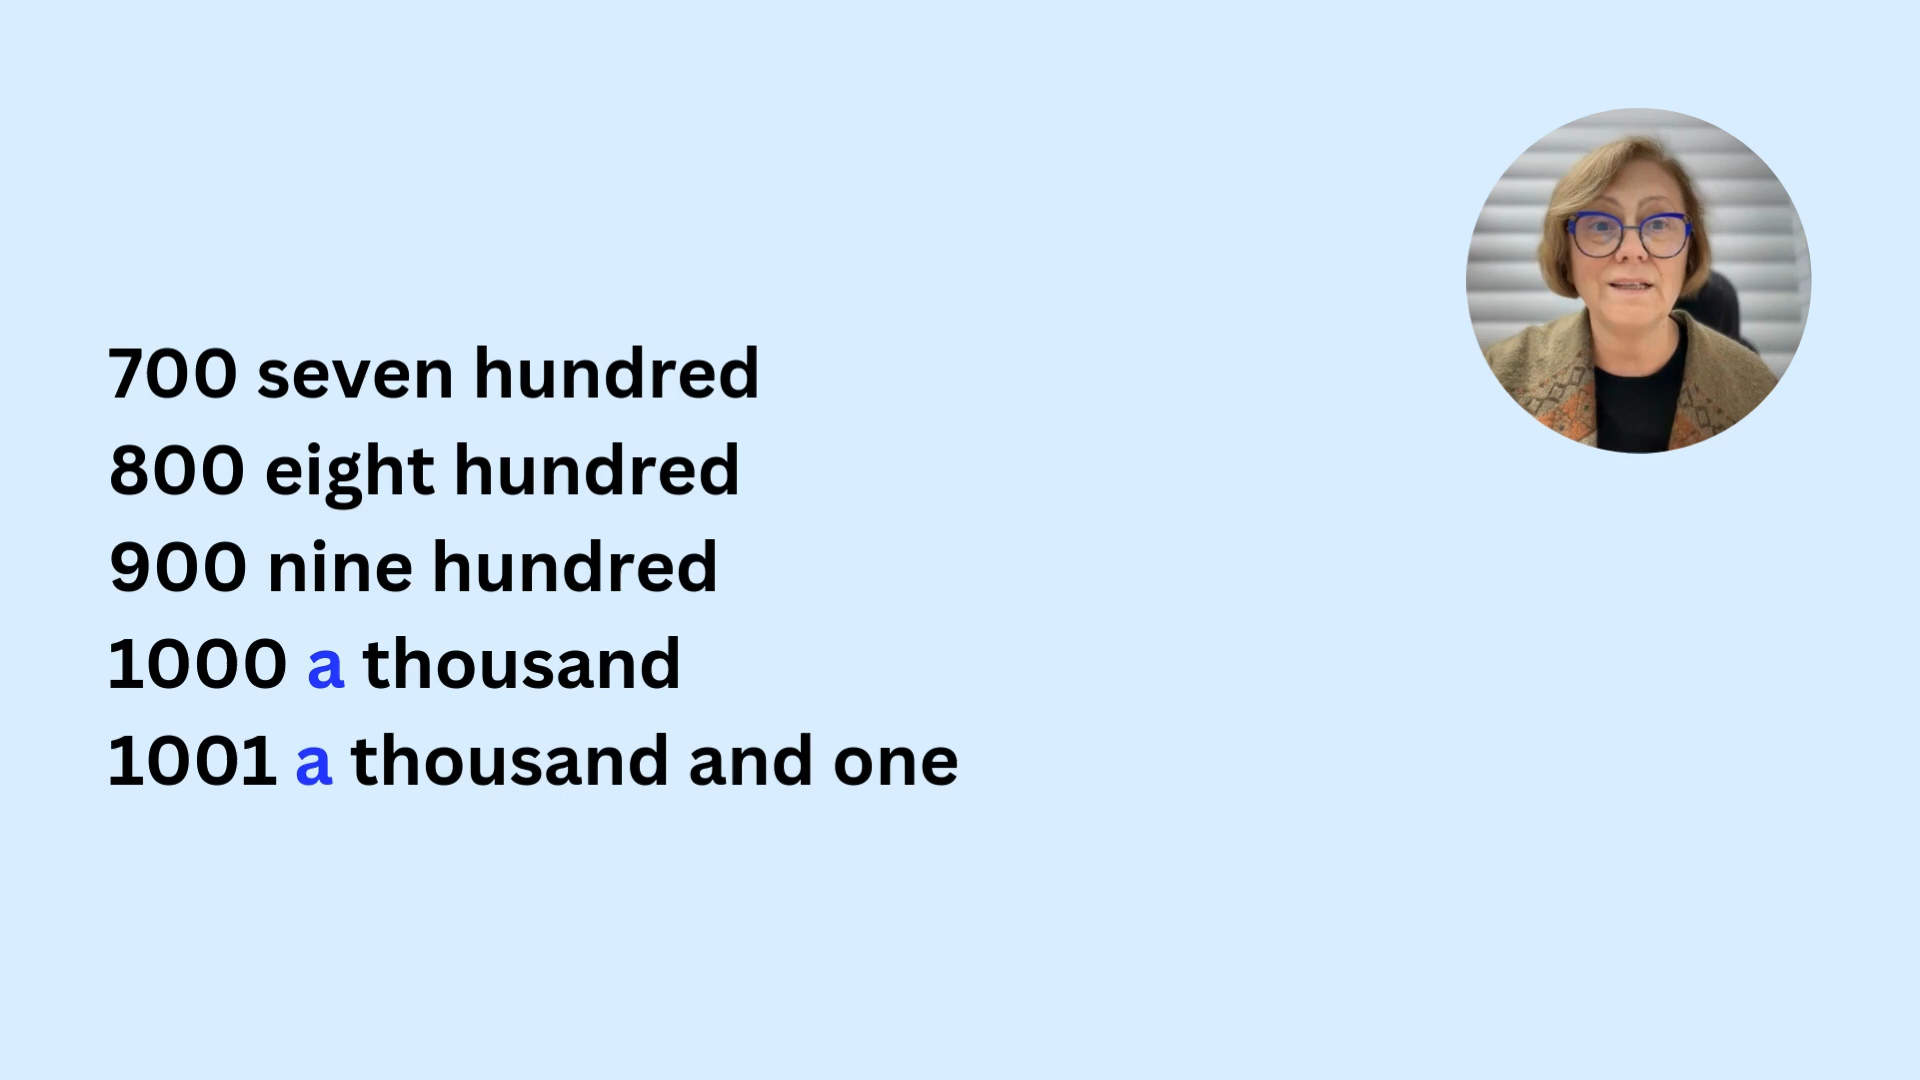 700 seven hundred
800 eight hundred
900 nine hundred
1000 a thousand
1001 a thousand and one